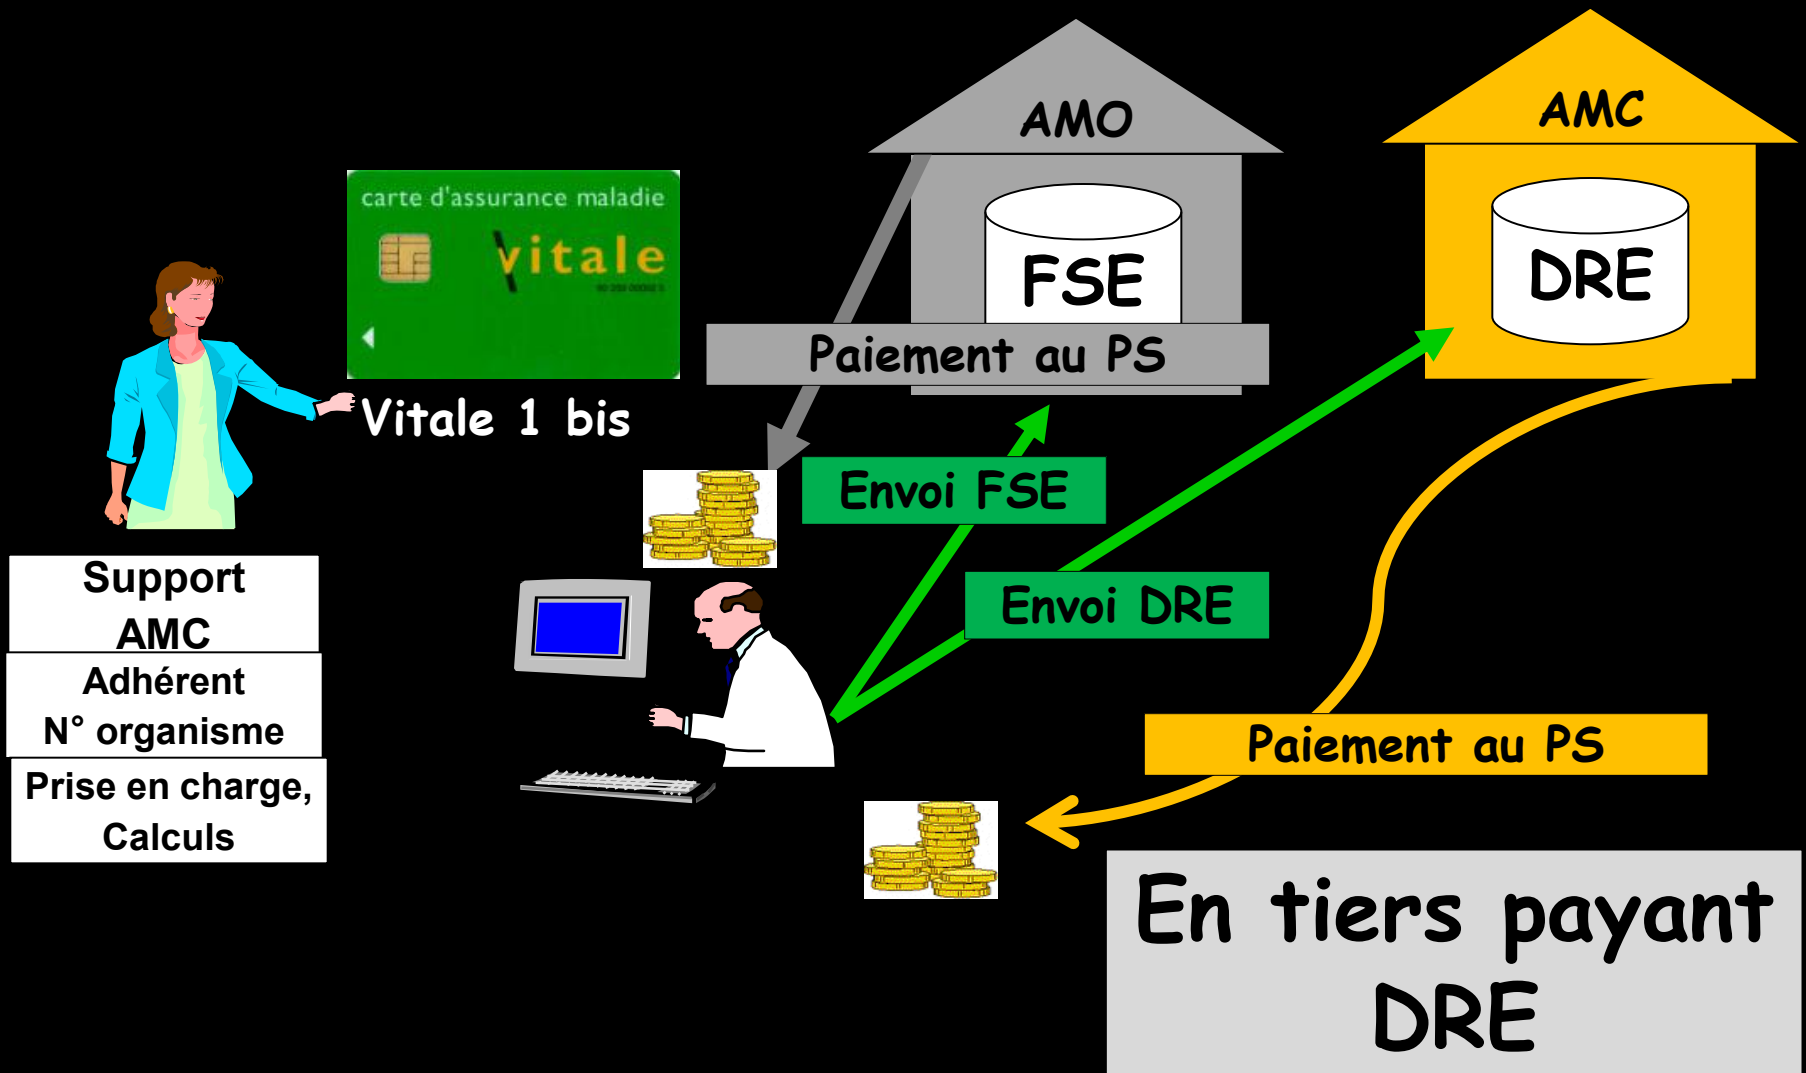 AMO
AMC
carte d'assurance maladie
vitale
FSE
DRE
Paiement au PS
Vitale 1 bis
Envoi FSE
Support
AMC
Envoi DRE
Adhérent
N° organisme
Paiement au PS
Prise en charge,
Calculs
En tiers payant
DRE